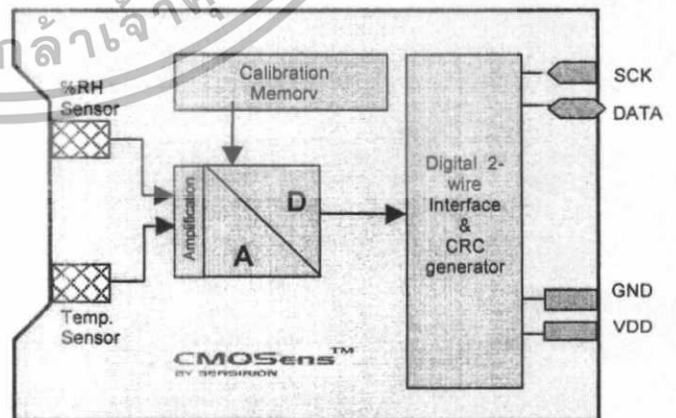 กล้าเจ้าคุ
%RH
Sensor
Calibration
Memory
SCK
DATA
Amplification
D
A
Digital 2-
wire
Interface
&
CRC
generator
Temp.
Sensor
GND
VDD
CMOSens™
BY SENSIRION